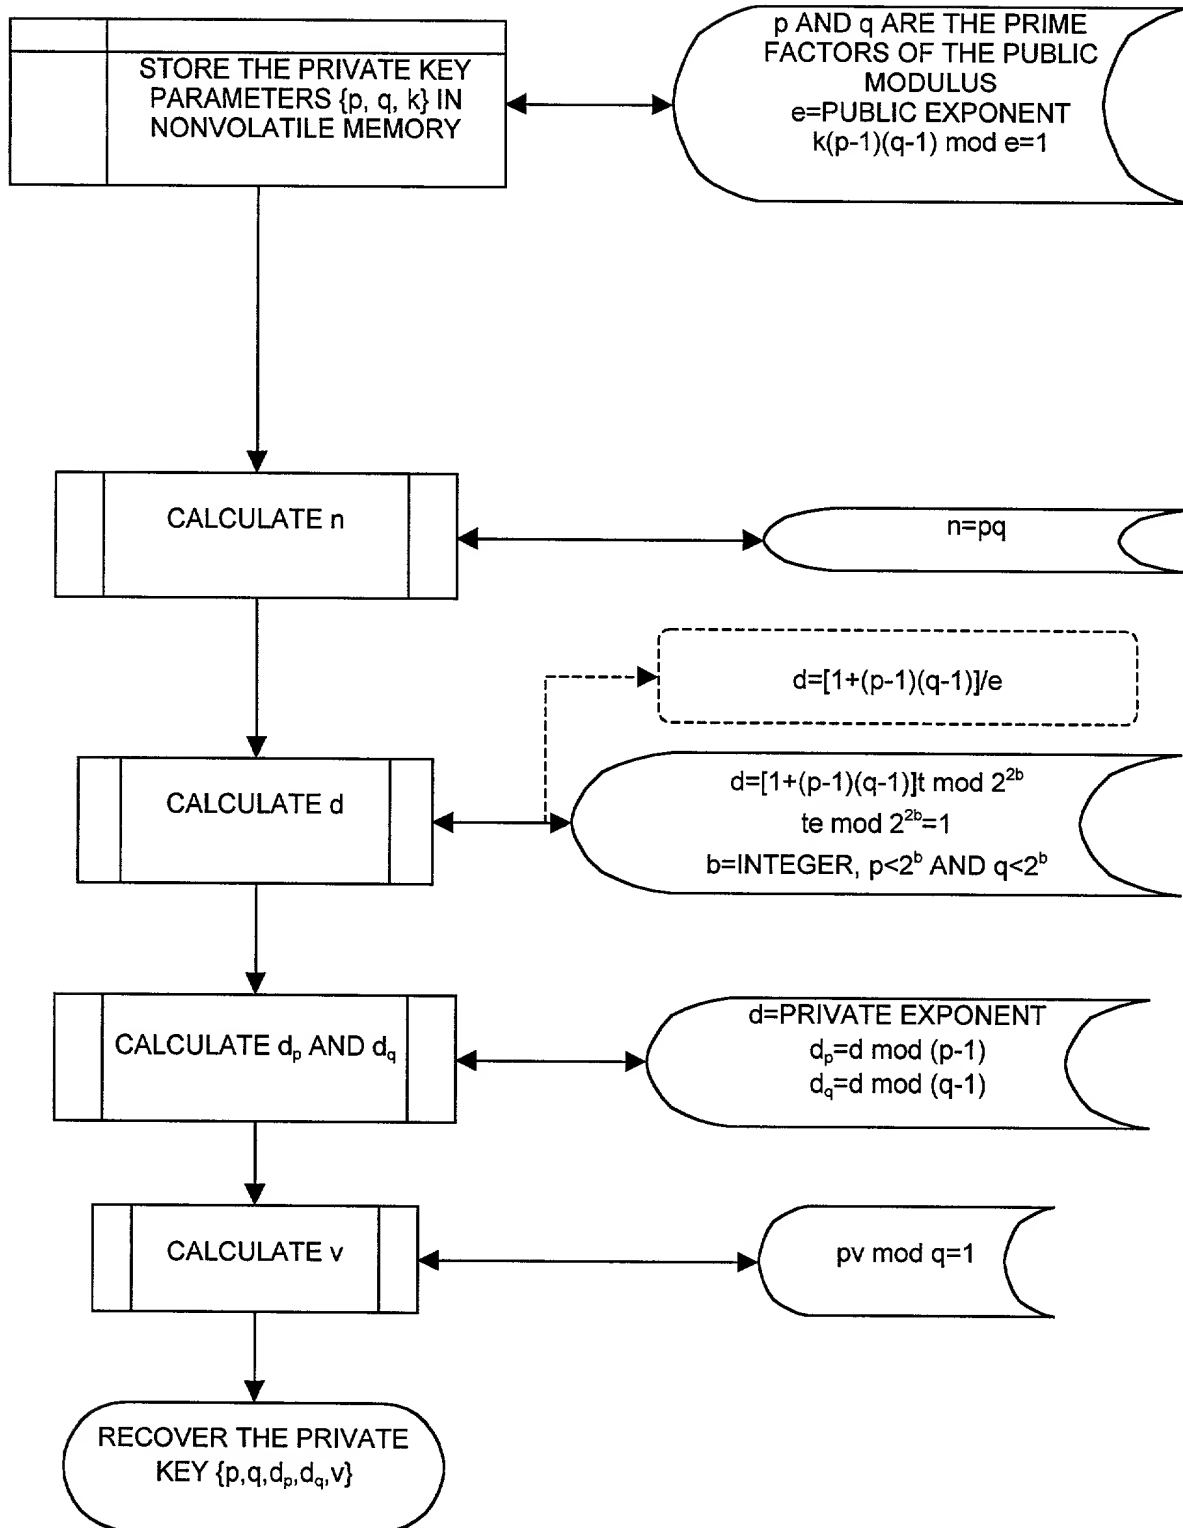 STORE THE PRIVATE KEY
PARAMETERS {p, q, k} IN
NONVOLATILE MEMORY
p AND q ARE THE PRIME
FACTORS OF THE PUBLIC
MODULUS
e=PUBLIC EXPONENT
k(p-1)(q-1) mod e=1
CALCULATE n
n=pq
d=[1+(p-1)(q-1)]/e
CALCULATE d
d=[1+(p-1)(q-1)]t mod 2^{2b}
te mod 2^{2b}=1
b=INTEGER, p<2^b AND q<2^b
CALCULATE d_p AND d_q
d=PRIVATE EXPONENT
d_p=d mod (p-1)
d_q=d mod (q-1)
CALCULATE v
pv mod q=1
RECOVER THE PRIVATE
KEY {p,q,d_p,d_q,v}